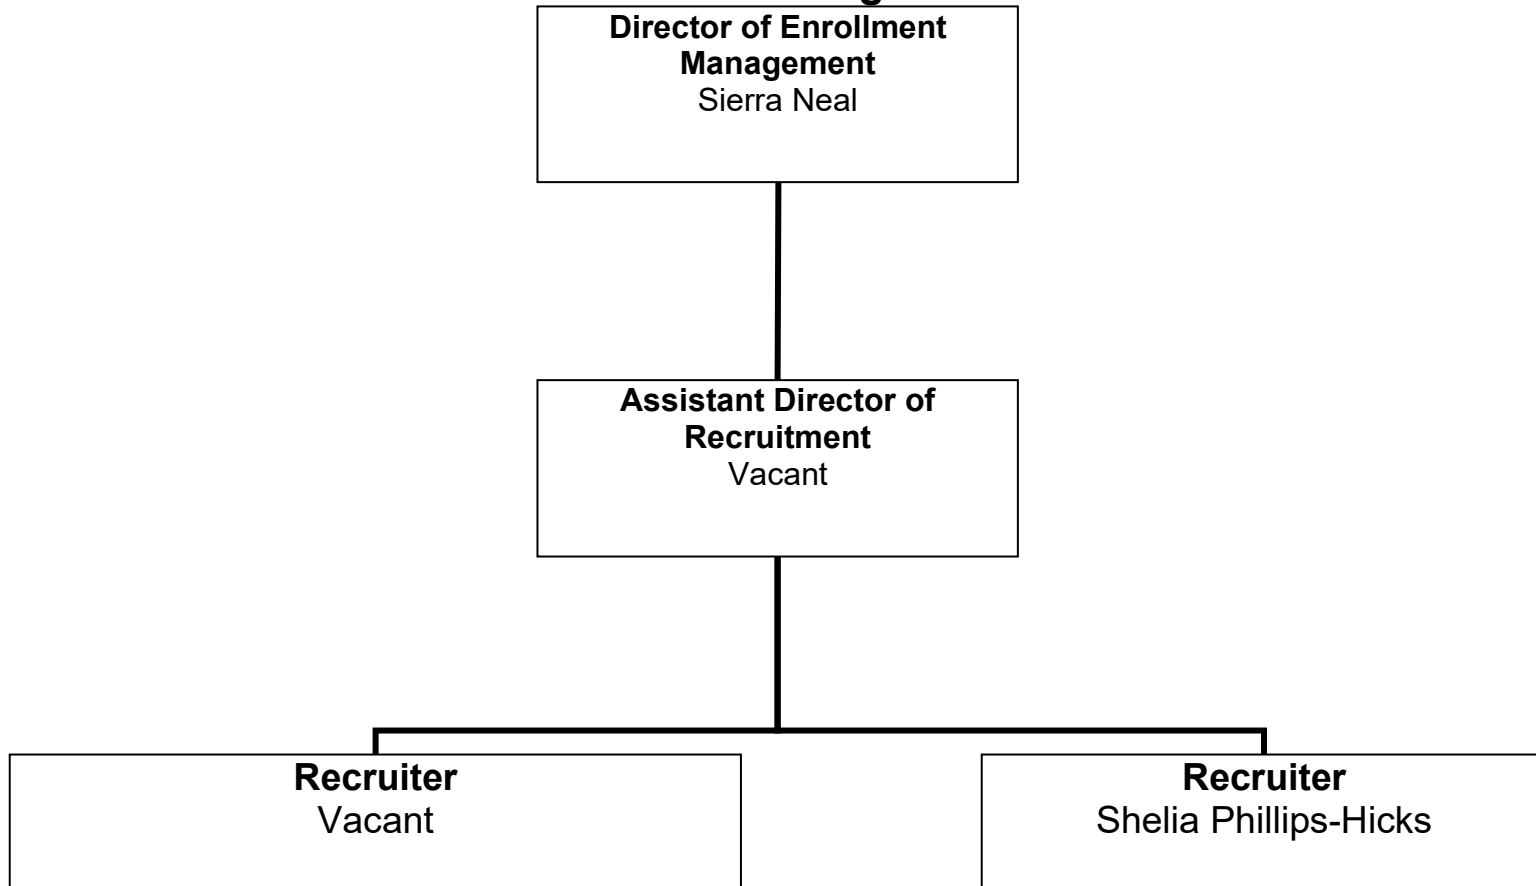 Director of Enrollment
Management
Sierra Neal
Assistant Director of
Recruitment
Vacant
Recruiter
Vacant
Recruiter
Shelia Phillips-Hicks